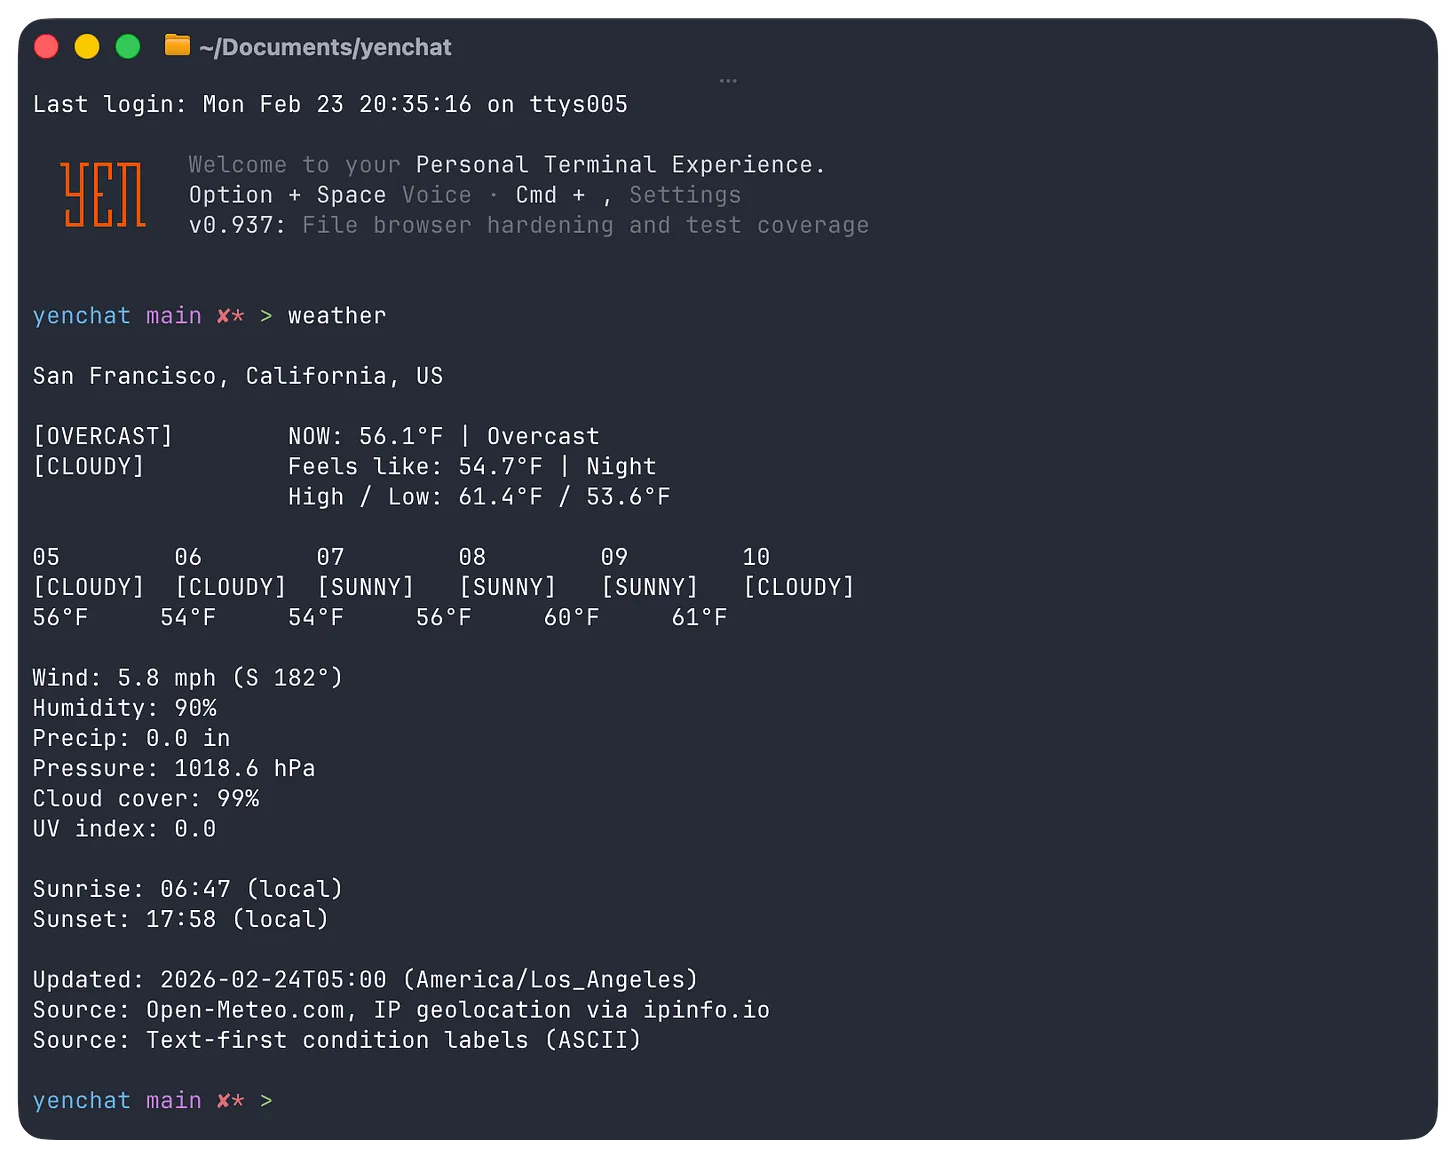 ~/Documents/yenchat
...
Last login: Mon Feb 23 20:35:16 on ttys005
YEN
Welcome to your Personal Terminal Experience.
Option + Space Voice · Cmd + , Settings
v0.937: File browser hardening and test coverage
yenchat main ✘* > weather
San Francisco, California, US
[OVERCAST]        NOW: 56.1°F | Overcast
[CLOUDY]          Feels like: 54.7°F | Night
                  High / Low: 61.4°F / 53.6°F
05        06        07        08        09        10
[CLOUDY]  [CLOUDY]  [SUNNY]   [SUNNY]   [SUNNY]   [CLOUDY]
56°F     54°F     54°F     56°F     60°F     61°F
Wind: 5.8 mph (S 182°)
Humidity: 90%
Precip: 0.0 in
Pressure: 1018.6 hPa
Cloud cover: 99%
UV index: 0.0
Sunrise: 06:47 (local)
Sunset: 17:58 (local)
Updated: 2026-02-24T05:00 (America/Los_Angeles)
Source: Open-Meteo.com, IP geolocation via ipinfo.io
Source: Text-first condition labels (ASCII)
yenchat main ✘* >